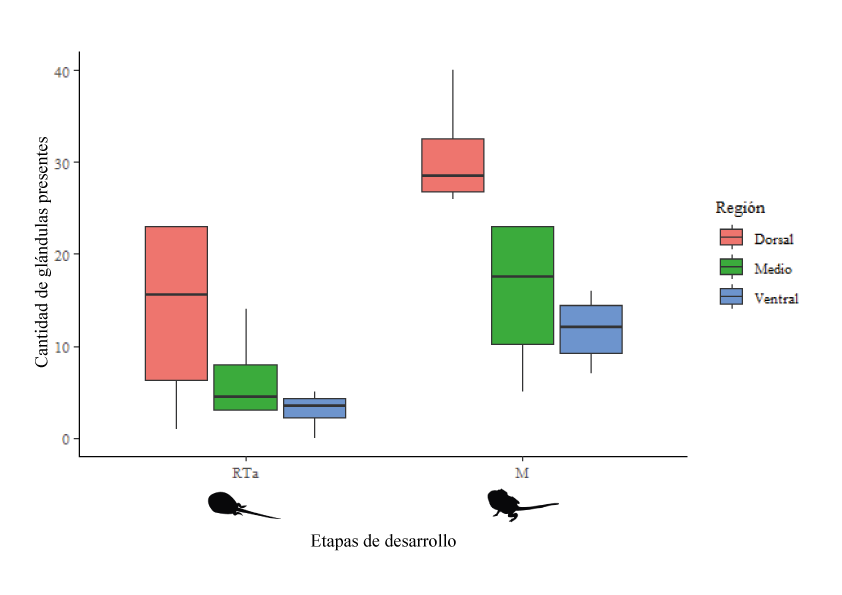 Cantidad de glándulas presentes
40
30
20
10
0
RTa
M
Etapas de desarrollo
Región
Dorsal
Medio
Ventral